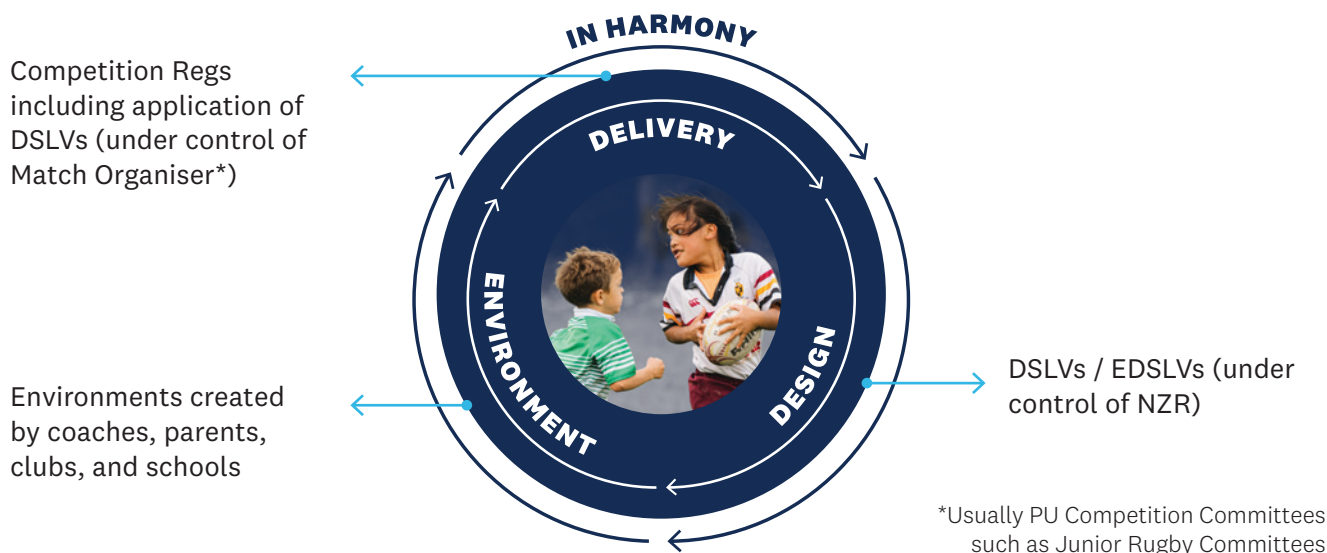 IN HARMONY
Competition Regs
including application of
DSLVs (under control of
Match Organiser*)
DELIVERY
ENVIRONMENT
DESIGN
DSLVs / EDSLVs (under
control of NZR)
Environments created
by coaches, parents,
clubs, and schools
*Usually PU Competition Committees
such as Junior Rugby Committees